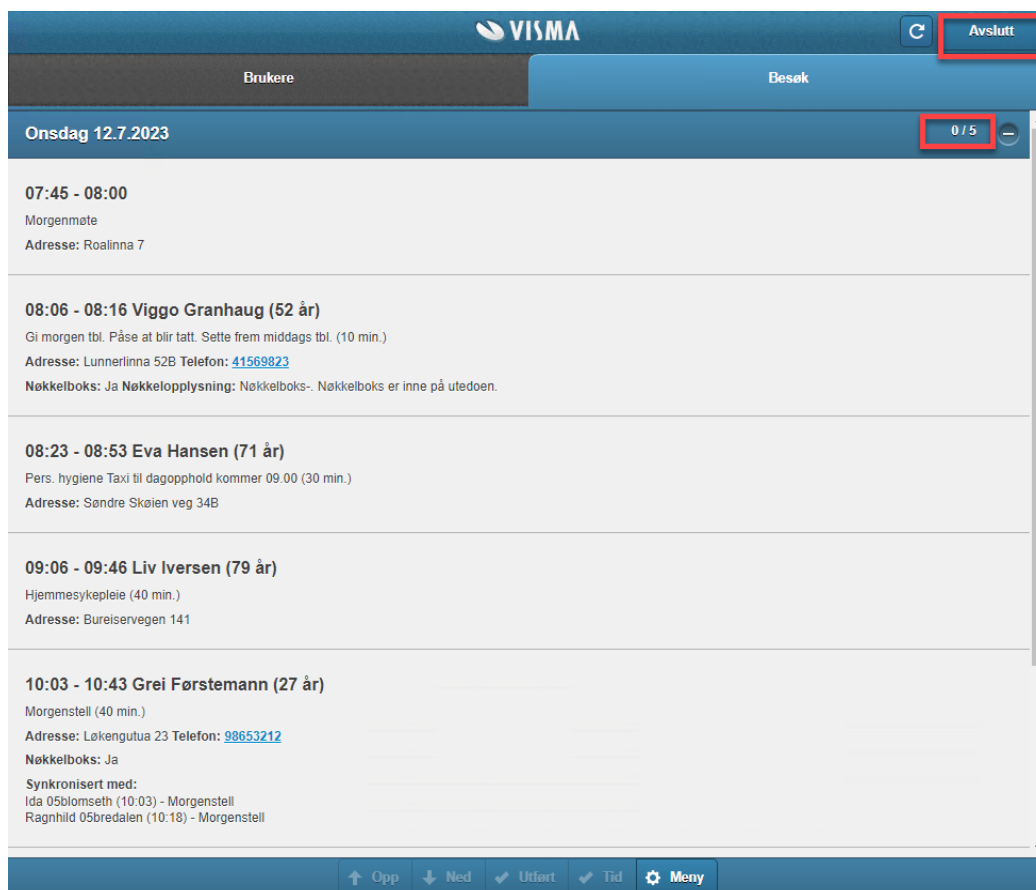 VISMA
Avslutt
Brukere
Besøk
Onsdag 12.7.2023
0 / 5
07:45 - 08:00
Morgenmøte
Adresse: Roalinna 7
08:06 - 08:16 Viggo Granhaug (52 år)
Gi morgen tbl. Påse at blir tatt. Sette frem middags tbl. (10 min.)
Adresse: Lunnerlinna 52B Telefon: 41569823
Nøkkelboks: Ja Nøkkelopplysning: Nøkkelboks-. Nøkkelboks er inne på utedoen.
08:23 - 08:53 Eva Hansen (71 år)
Pers. hygiene Taxi til dagopphold kommer 09.00 (30 min.)
Adresse: Søndre Skøien veg 34B
09:06 - 09:46 Liv Iversen (79 år)
Hjemmesykepleie (40 min.)
Adresse: Bureiservegen 141
10:03 - 10:43 GreiFørstemann (27 år)
Morgenstell (40 min.)
Adresse: Løkengutua 23 Telefon: 98653212
Nøkkelboks: Ja
Synkronisert med:
Ida 05blomseth (10:03) - Morgenstell
Ragnhild 05bredalen (10:18) - Morgenstell
Opp
Ned
Utført
Tid
Meny